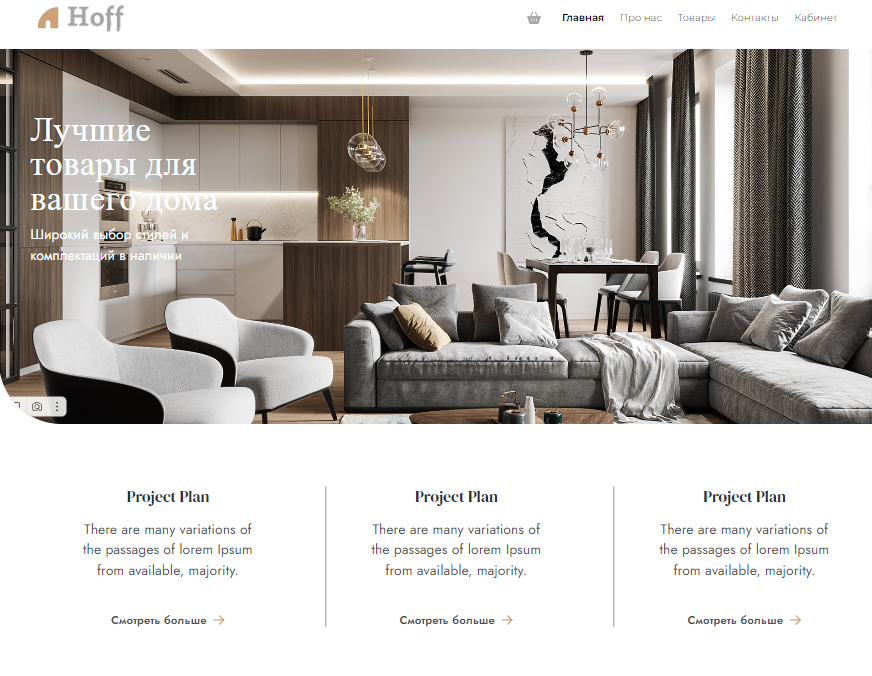 Hoff
Главная Про нас Товары Контакты Кабинет
Лучшие
товары для
вашего дома
Широкий выбор стилей и
комплектаций в наличии
Project Plan
There are many variations of
the passages of lorem Ipsum
from available, majority.
Смотреть больше
Project Plan
There are many variations of
the passages of lorem Ipsum
from available, majority.
Смотреть больше
Project Plan
There are many variations of
the passages of lorem Ipsum
from available, majority.
Смотреть больше